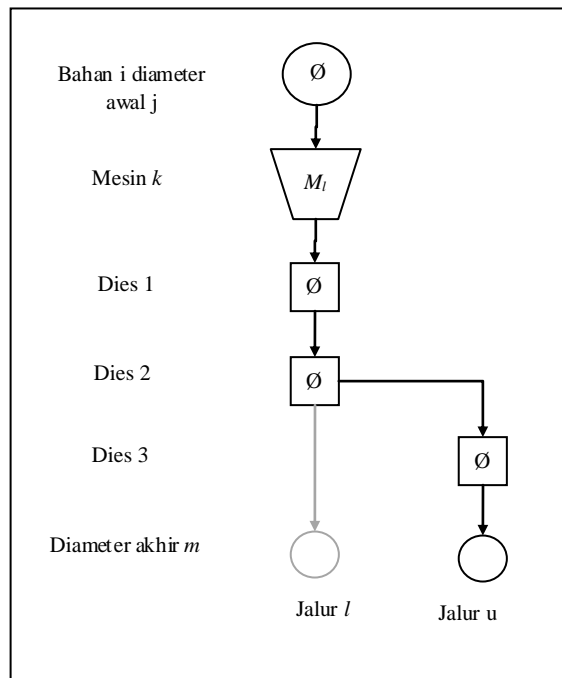 Bahan i diameter
awal j
Ø
Mesin k
Ml
Dies 1
Ø
Dies 2
Ø
Dies 3
Ø
Diameter akhir m
Jalur l
Jalur u